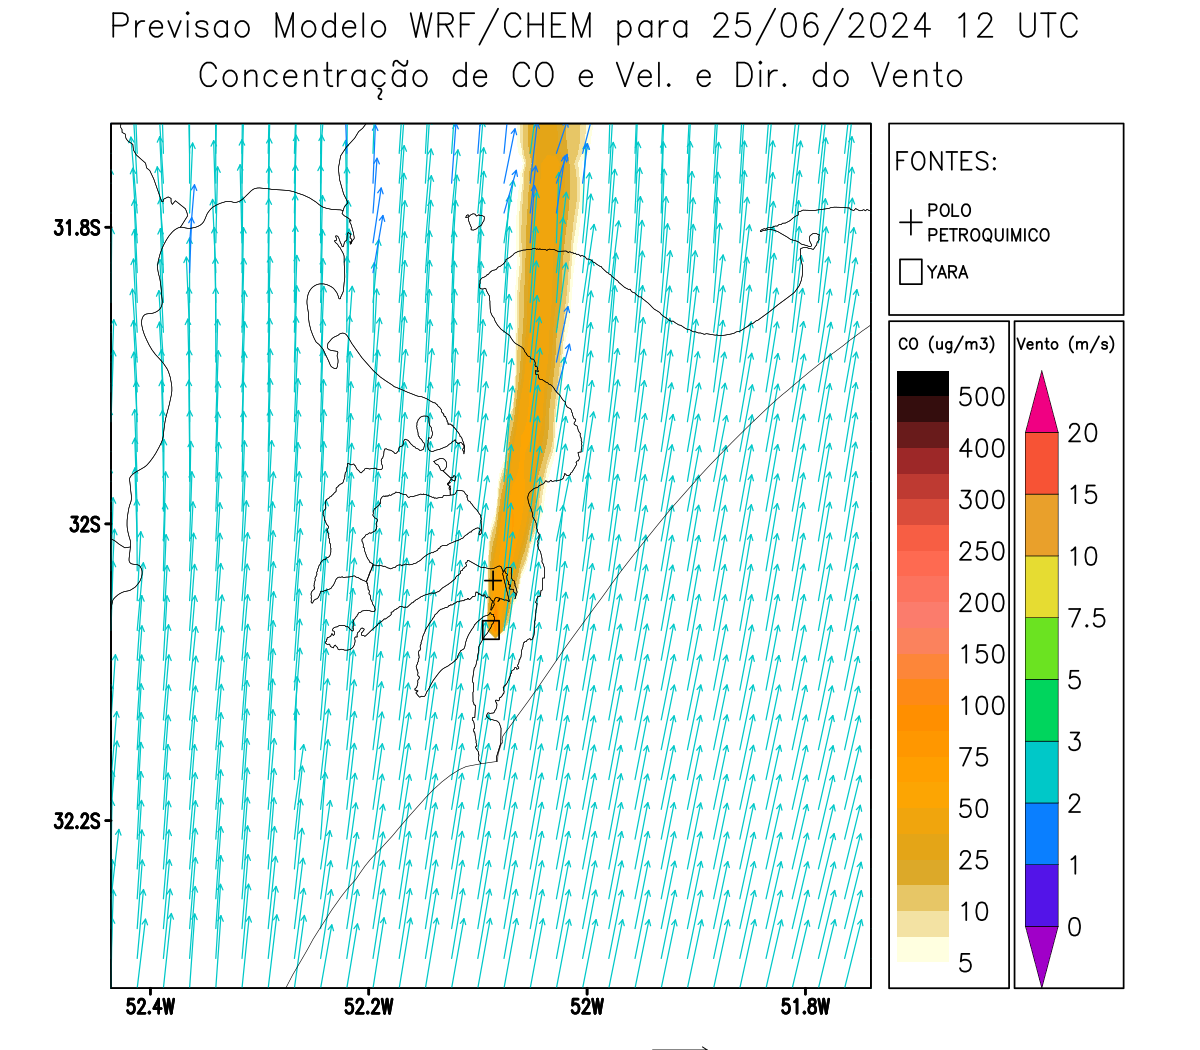 Previsao Modelo WRF/CHEM para 25/06/2024 12 UTC
Concentração de CO e Vel. e Dir. do Vento
FONTES:
POLO
PETROQUIMICO
YARA
CO (ug/m3)
500
400
300
250
200
150
100
75
50
25
10
5
Vento (m/s)
20
15
10
7.5
5
3
2
1
0
31.8S
32S
32.2S
52.4W
52.2W
52W
51.8W